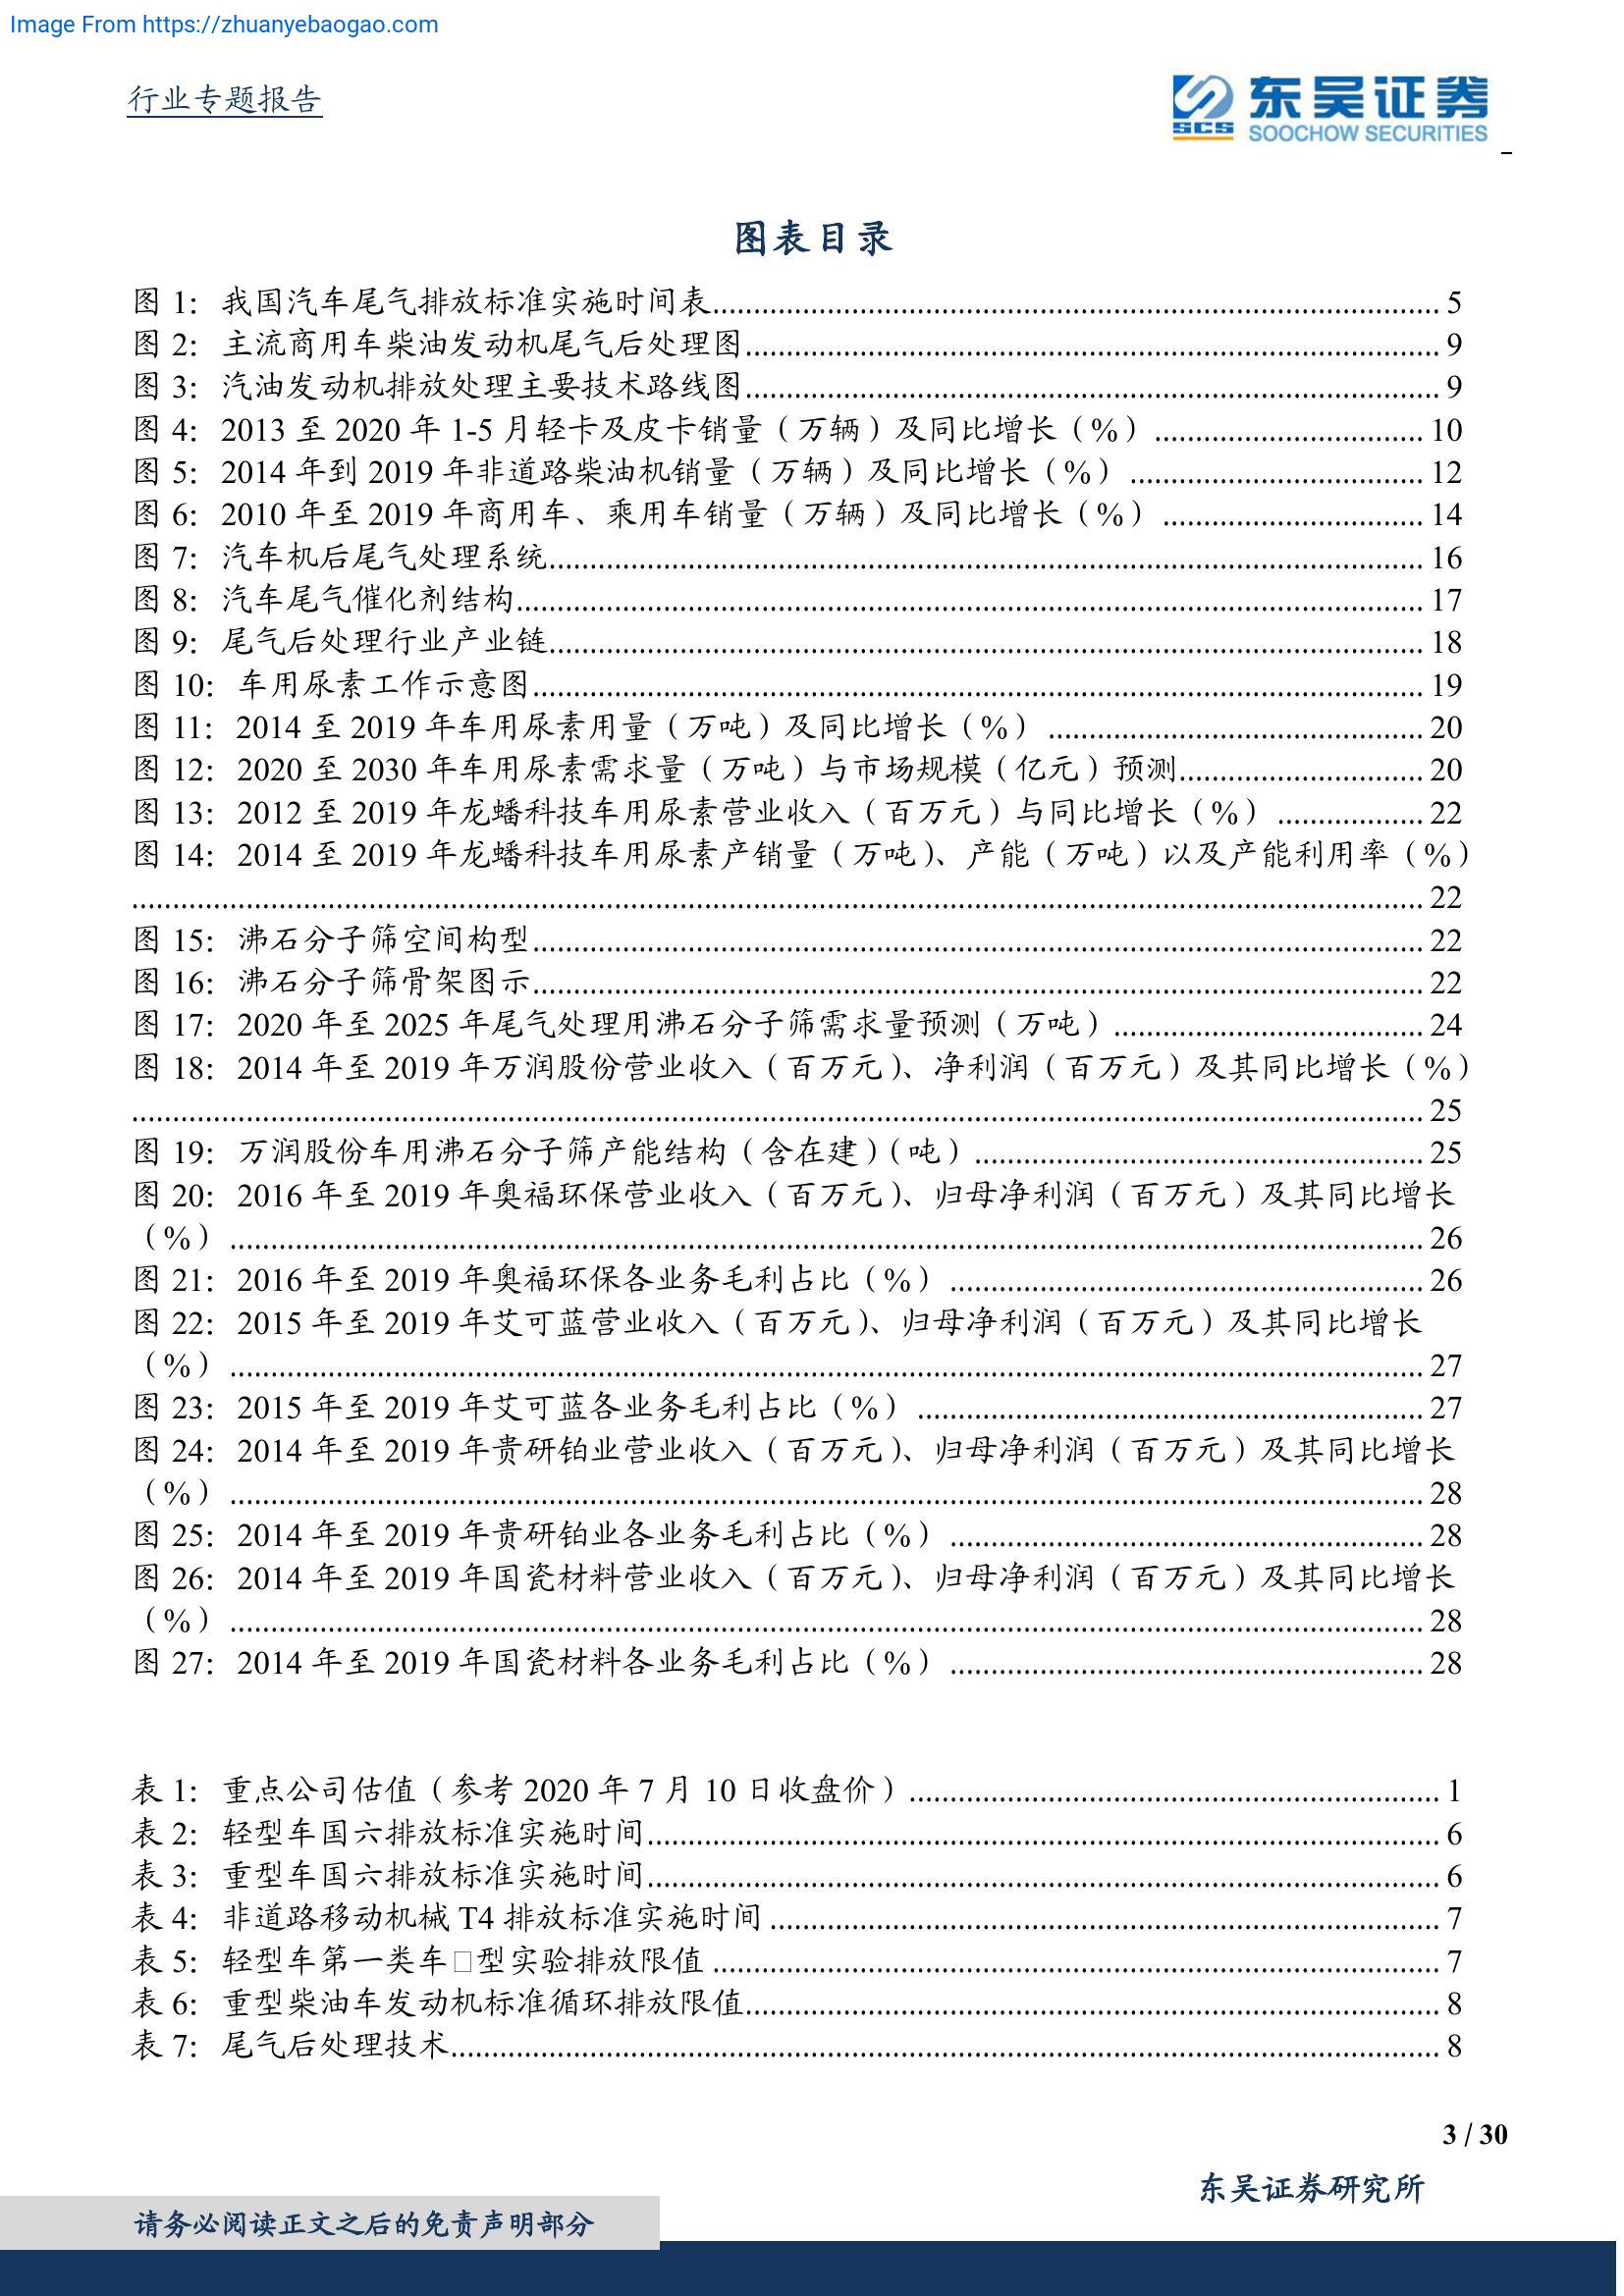 Image From https://zhuanyebaogao.com
行业专题报告
东吴证券
SCS
SOOCHOW SECURITIES
图表目录
图 1: 我国汽车尾气排放标准实施时间表 5
图 2: 主流商用车柴油发动机尾气后处理图 9
图 3: 汽油发动机排放处理主要技术路线图 9
图 4: 2013 至 2020 年 1-5 月轻卡及皮卡销量（万辆）及同比增长（%） 10
图 5: 2014 年到 2019 年非道路柴油机销量（万辆）及同比增长（%） 12
图 6: 2010 年至 2019 年商用车、乘用车销量（万辆）及同比增长（%） 14
图 7: 汽车机后尾气处理系统 16
图 8: 汽车尾气催化剂结构 17
图 9: 尾气后处理行业产业链 18
图 10: 车用尿素工作示意图 19
图 11: 2014 至 2019 年车用尿素用量（万吨）及同比增长（%） 20
图 12: 2020 至 2030 年车用尿素需求量（万吨）与市场规模（亿元）预测 20
图 13: 2012 至 2019 年龙蟠科技车用尿素营业收入（百万元）与同比增长（%） 22
图 14: 2014 至 2019 年龙蟠科技车用尿素产销量（万吨）、产能（万吨）以及产能利用率（%）
22
图 15: 沸石分子筛空间构型 22
图 16: 沸石分子筛骨架图示 22
图 17: 2020 年至 2025 年尾气处理用沸石分子筛需求量预测（万吨） 24
图 18: 2014 年至 2019 年万润股份营业收入（百万元）、净利润（百万元）及其同比增长（%）
25
图 19: 万润股份车用沸石分子筛产能结构（含在建）（吨） 25
图 20: 2016 年至 2019 年奥福环保营业收入（百万元）、归母净利润（百万元）及其同比增长
（%） 26
图 21: 2016 年至 2019 年奥福环保各业务毛利占比（%） 26
图 22: 2015 年至 2019 年艾可蓝营业收入（百万元）、归母净利润（百万元）及其同比增长
（%） 27
图 23: 2015 年至 2019 年艾可蓝各业务毛利占比（%） 27
图 24: 2014 年至 2019 年贵研铂业营业收入（百万元）、归母净利润（百万元）及其同比增长
（%） 28
图 25: 2014 年至 2019 年贵研铂业各业务毛利占比（%） 28
图 26: 2014 年至 2019 年国瓷材料营业收入（百万元）、归母净利润（百万元）及其同比增长
（%） 28
图 27: 2014 年至 2019 年国瓷材料各业务毛利占比（%） 28
表 1: 重点公司估值（参考 2020 年 7 月 10 日收盘价） 1
表 2: 轻型车国六排放标准实施时间 6
表 3: 重型车国六排放标准实施时间 6
表 4: 非道路移动机械 T4 排放标准实施时间 7
表 5: 轻型车第一类车□型实验排放限值 7
表 6: 重型柴油车发动机标准循环排放限值 8
表 7: 尾气后处理技术 8
3 / 30
东吴证券研究所
请务必阅读正文之后的免责声明部分